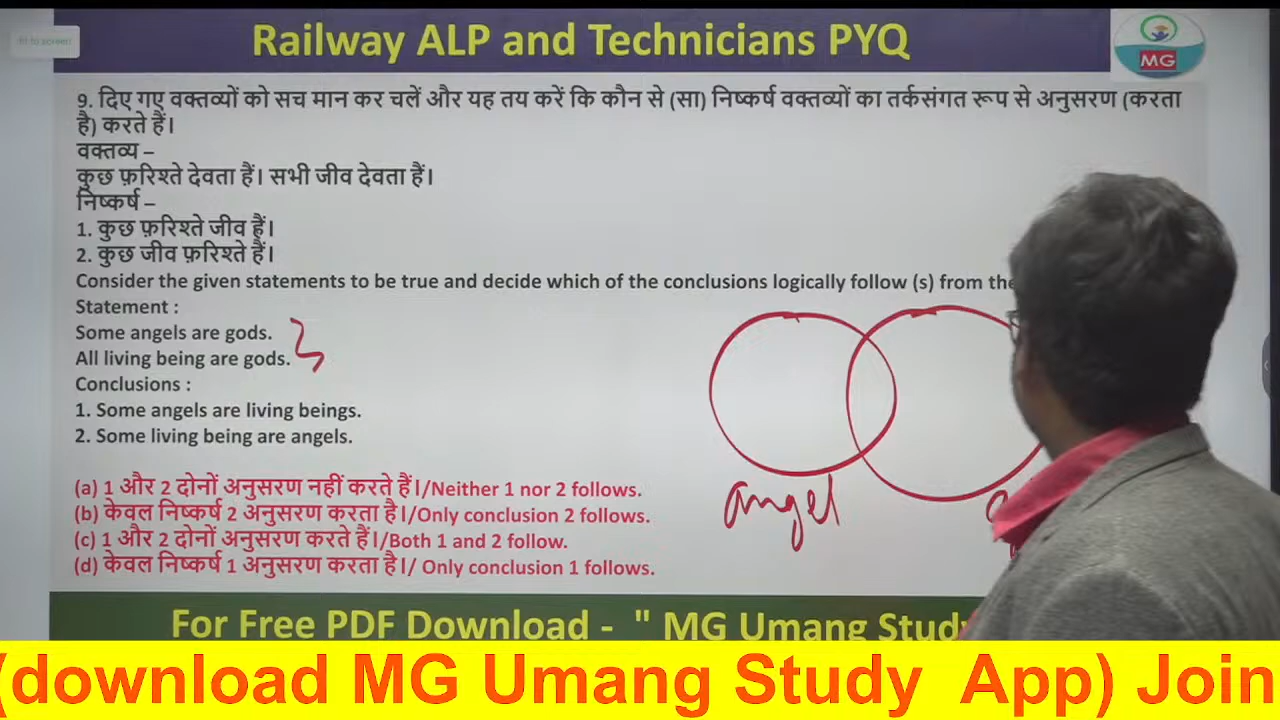 fit to screen
Railway ALP and Technicians PYQ
MG
9. दिए गए वक्तव्यों को सच मान कर चलें और यह तय करें कि कौन से (सा) निष्कर्ष वक्तव्यों का तर्कसंगत रूप से अनुसरण (करता
है) करते हैं।
वक्तव्य –
कुछ फ़रिश्ते देवता हैं। सभी जीव देवता हैं।
निष्कर्ष –
1. कुछ फ़रिश्ते जीव हैं।
2. कुछ जीव फ़रिश्ते हैं।
Consider the given statements to be true and decide which of the conclusions logically follow (s) from the
Statement :
Some angels are gods.
All living being are gods.
Conclusions :
1. Some angels are living beings.
2. Some living being are angels.
(a) 1 और 2 दोनों अनुसरण नहीं करते हैं।/Neither 1 nor 2 follows.
(b) केवल निष्कर्ष 2 अनुसरण करता है।/Only conclusion 2 follows.
(c) 1 और 2 दोनों अनुसरण करते हैं।/Both 1 and 2 follow.
(d) केवल निष्कर्ष 1 अनुसरण करता है।/ Only conclusion 1 follows.
angel
For Free PDF Download - " MG Umang Study
(download MG Umang Study App) Join